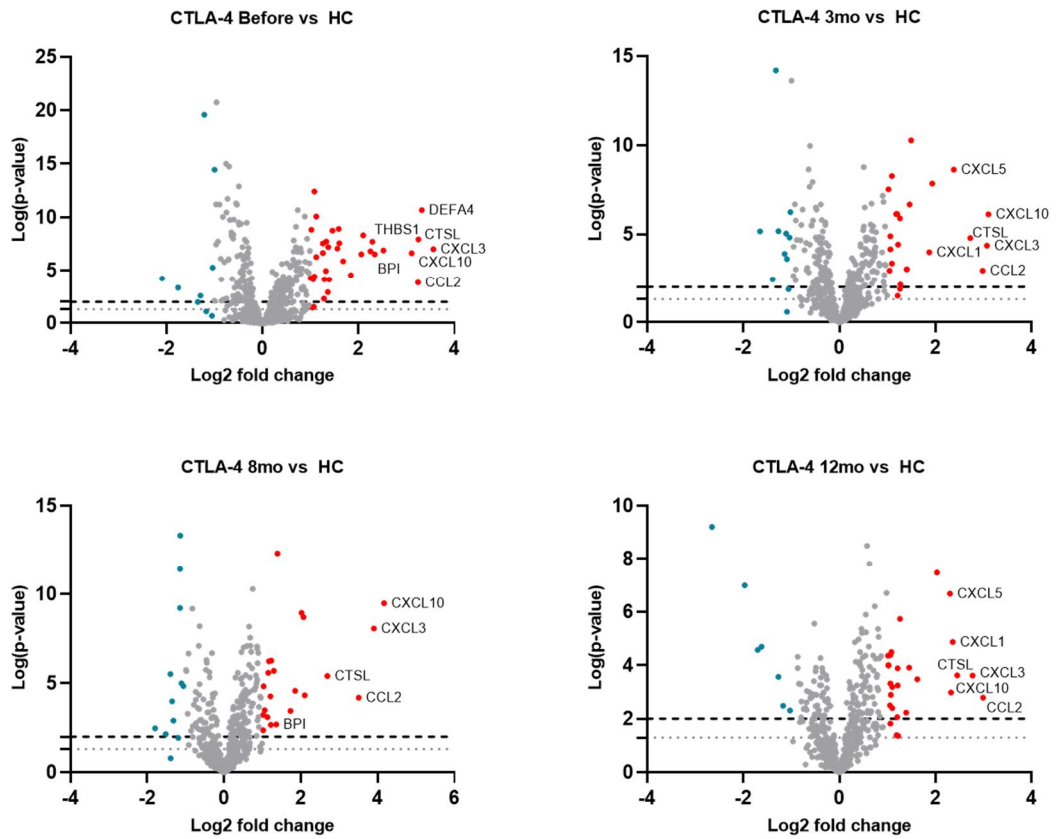 CTLA-4 Before vs HC
25
20
15
10
5
0
-4
-2
0
2
4
Log(p-value)
Log2 fold change
DEFA4
THBS1
CTSL
CXCL3
CXCL10
BPI
CCL2
CTLA-4 3mo vs HC
15
10
5
0
-4
-2
0
2
4
Log(p-value)
Log2 fold change
CXCL5
CXCL10
CTSL
CXCL3
CXCL1
CCL2
CTLA-4 8mo vs HC
15
10
5
0
-4
-2
0
2
4
6
Log(p-value)
Log2 fold change
CXCL10
CXCL3
CTSL
CCL2
BPI
CTLA-4 12mo vs HC
10
8
6
4
2
0
-4
-2
0
2
4
Log(p-value)
Log2 fold change
CXCL5
CXCL1
CTSL
CXCL3
CXCL10
CCL2